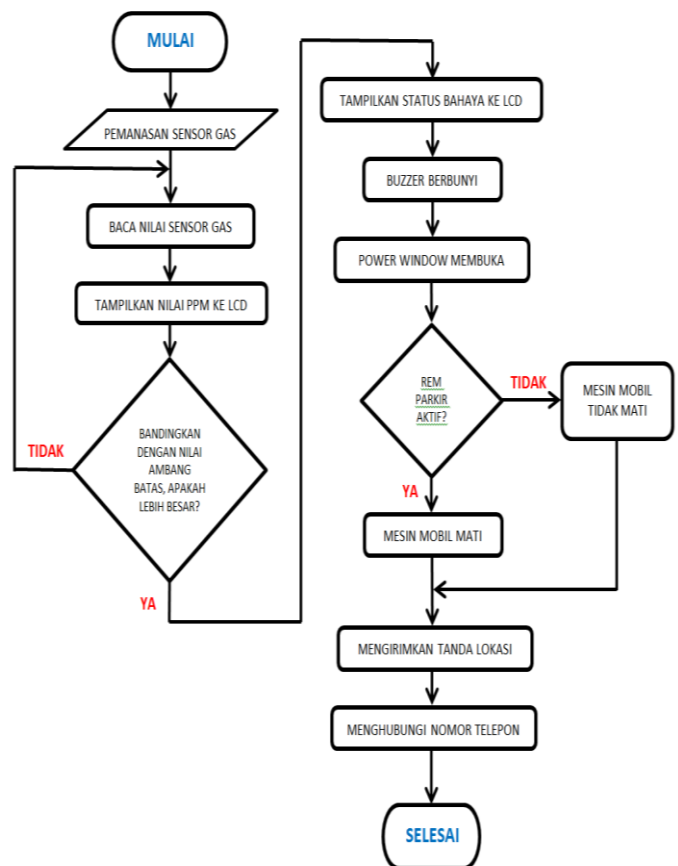 MULAI
PEMANASAN SENSOR GAS
BACA NILAI SENSOR GAS
TAMPILKAN NILAI PPM KE LCD
BANDINGKAN
DENGAN NILAI
AMBANG
BATAS, APAKAH
LEBIH BESAR?
TIDAK
YA
TAMPILKAN STATUS BAHAYA KE LCD
BUZZER BERBUNYI
POWER WINDOW MEMBUKA
REM
PARKIR
AKTIF?
TIDAK
MESIN MOBIL
TIDAK MATI
YA
MESIN MOBIL MATI
MENGIRIMKAN TANDA LOKASI
MENGHUBUNGI NOMOR TELEPON
SELESAI